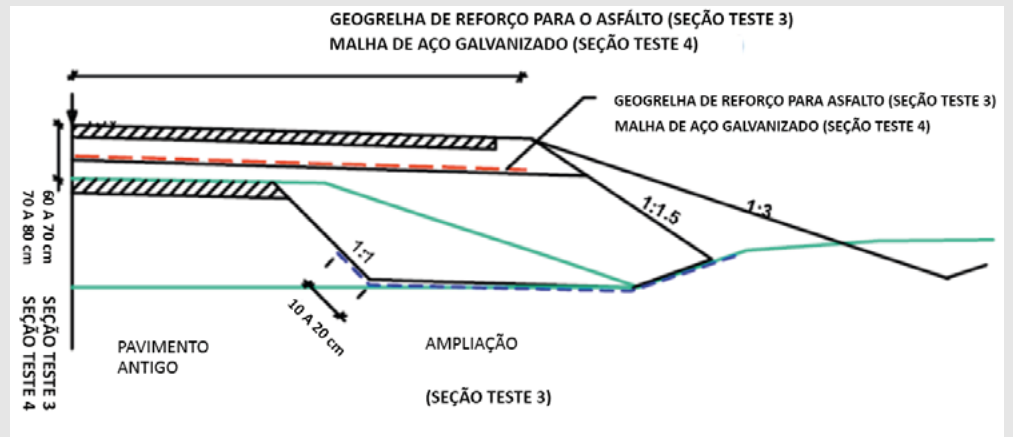 GEOGRELHA DE REFORÇO PARA O ASFÁLTO (SEÇÃO TESTE 3)
MALHA DE AÇO GALVANIZADO (SEÇÃO TESTE 4)
GEOGRELHA DE REFORÇO PARA ASFALTO (SEÇÃO TESTE 3)
MALHA DE AÇO GALVANIZADO (SEÇÃO TESTE 4)
1:1.5
1:3
1:1
60 A 70 cm SEÇÃO TESTE 3
70 A 80 cm SEÇÃO TESTE 4
10 A 20 cm
PAVIMENTO
ANTIGO
AMPLIAÇÃO
(SEÇÃO TESTE 3)